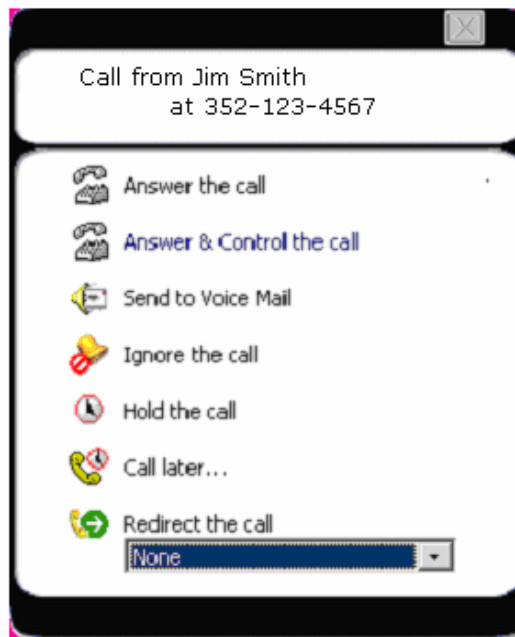 Call from Jim Smith
at 352-123-4567
Answer the call
Answer & Control the call
Send to Voice Mail
Ignore the call
Hold the call
Call later...
Redirect the call
None